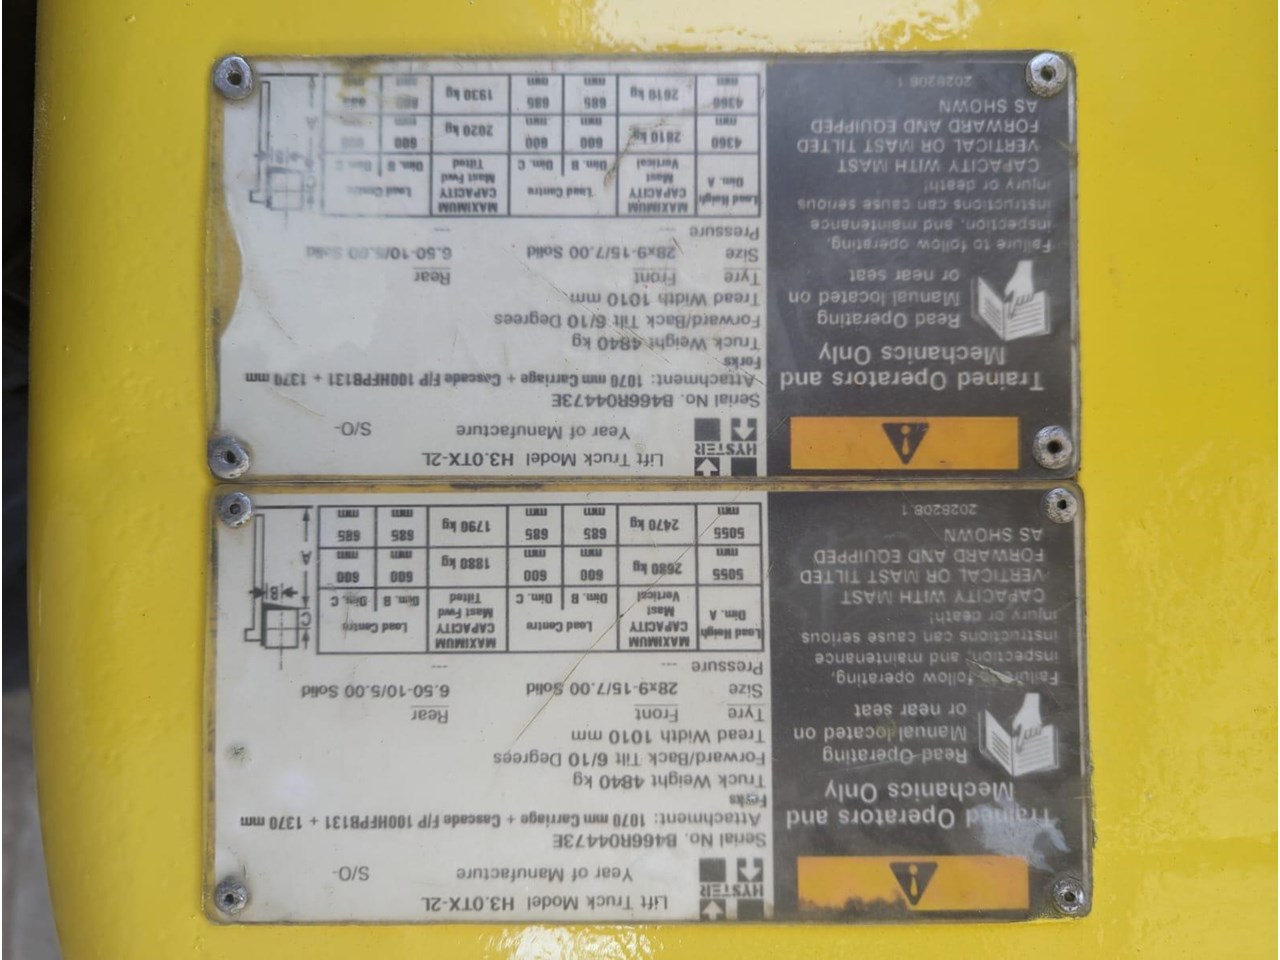 Trained Operators and
Mechanics Only
Read Operating
Manual located on
or near seat
Failure to follow operating,
inspection, and maintenance
instructions can cause serious
injury or death!
CAPACITY WITH MAST
VERTICAL OR MAST TILTED
FORWARD AND EQUIPPED
AS SHOWN
2028208.1
HYSTER
Lift Truck Model H3.0TX-2L
Year of Manufacture S/O-
Serial No. B466R04473E
Attachment: 1070 mm Carriage + Cascade F/P 100HFPB131 + 1370 mm
Forks
Truck Weight 4840 kg
Forward/Back Tilt 6/10 Degrees
Tread Width 1010 mm
Tyre Front Rear
Size 28x9-15/7.00 Solid 6.50-10/5.00 Solid
Pressure --- ---
Load Heigh MAXIMUM CAPACITY Load Centre MAXIMUM CAPACITY Load Centre
Dim. A Mast Vertical Dim. B Dim. C Mast Fwd Tilted Dim. B Dim. C
5055 mm 2680 kg 600 mm 600 mm 1880 kg 600 mm 600 mm
5055 mm 2470 kg 685 mm 685 mm 1790 kg 685 mm 685 mm
C
B
A
Trained Operators and
Mechanics Only
Read Operating
Manual located on
or near seat
Failure to follow operating,
inspection, and maintenance
instructions can cause serious
injury or death!
CAPACITY WITH MAST
VERTICAL OR MAST TILTED
FORWARD AND EQUIPPED
AS SHOWN
2028208.1
HYSTER
Lift Truck Model H3.0TX-2L
Year of Manufacture S/O-
Serial No. B466R04473E
Attachment: 1070 mm Carriage + Cascade F/P 100HFPB131 + 1370 mm
Forks
Truck Weight 4840 kg
Forward/Back Tilt 6/10 Degrees
Tread Width 1010 mm
Tyre Front Rear
Size 28x9-15/7.00 Solid 6.50-10/5.00 Solid
Pressure --- ---
Load Heigh MAXIMUM CAPACITY Load Centre MAXIMUM CAPACITY Load Centre
Dim. A Mast Vertical Dim. B Dim. C Mast Fwd Tilted Dim. B Dim. C
4360 mm 2810 kg 600 mm 600 mm 2020 kg 600 mm 600 mm
4360 mm 2610 kg 685 mm 685 mm 1930 kg 685 mm 685 mm
C
B
A